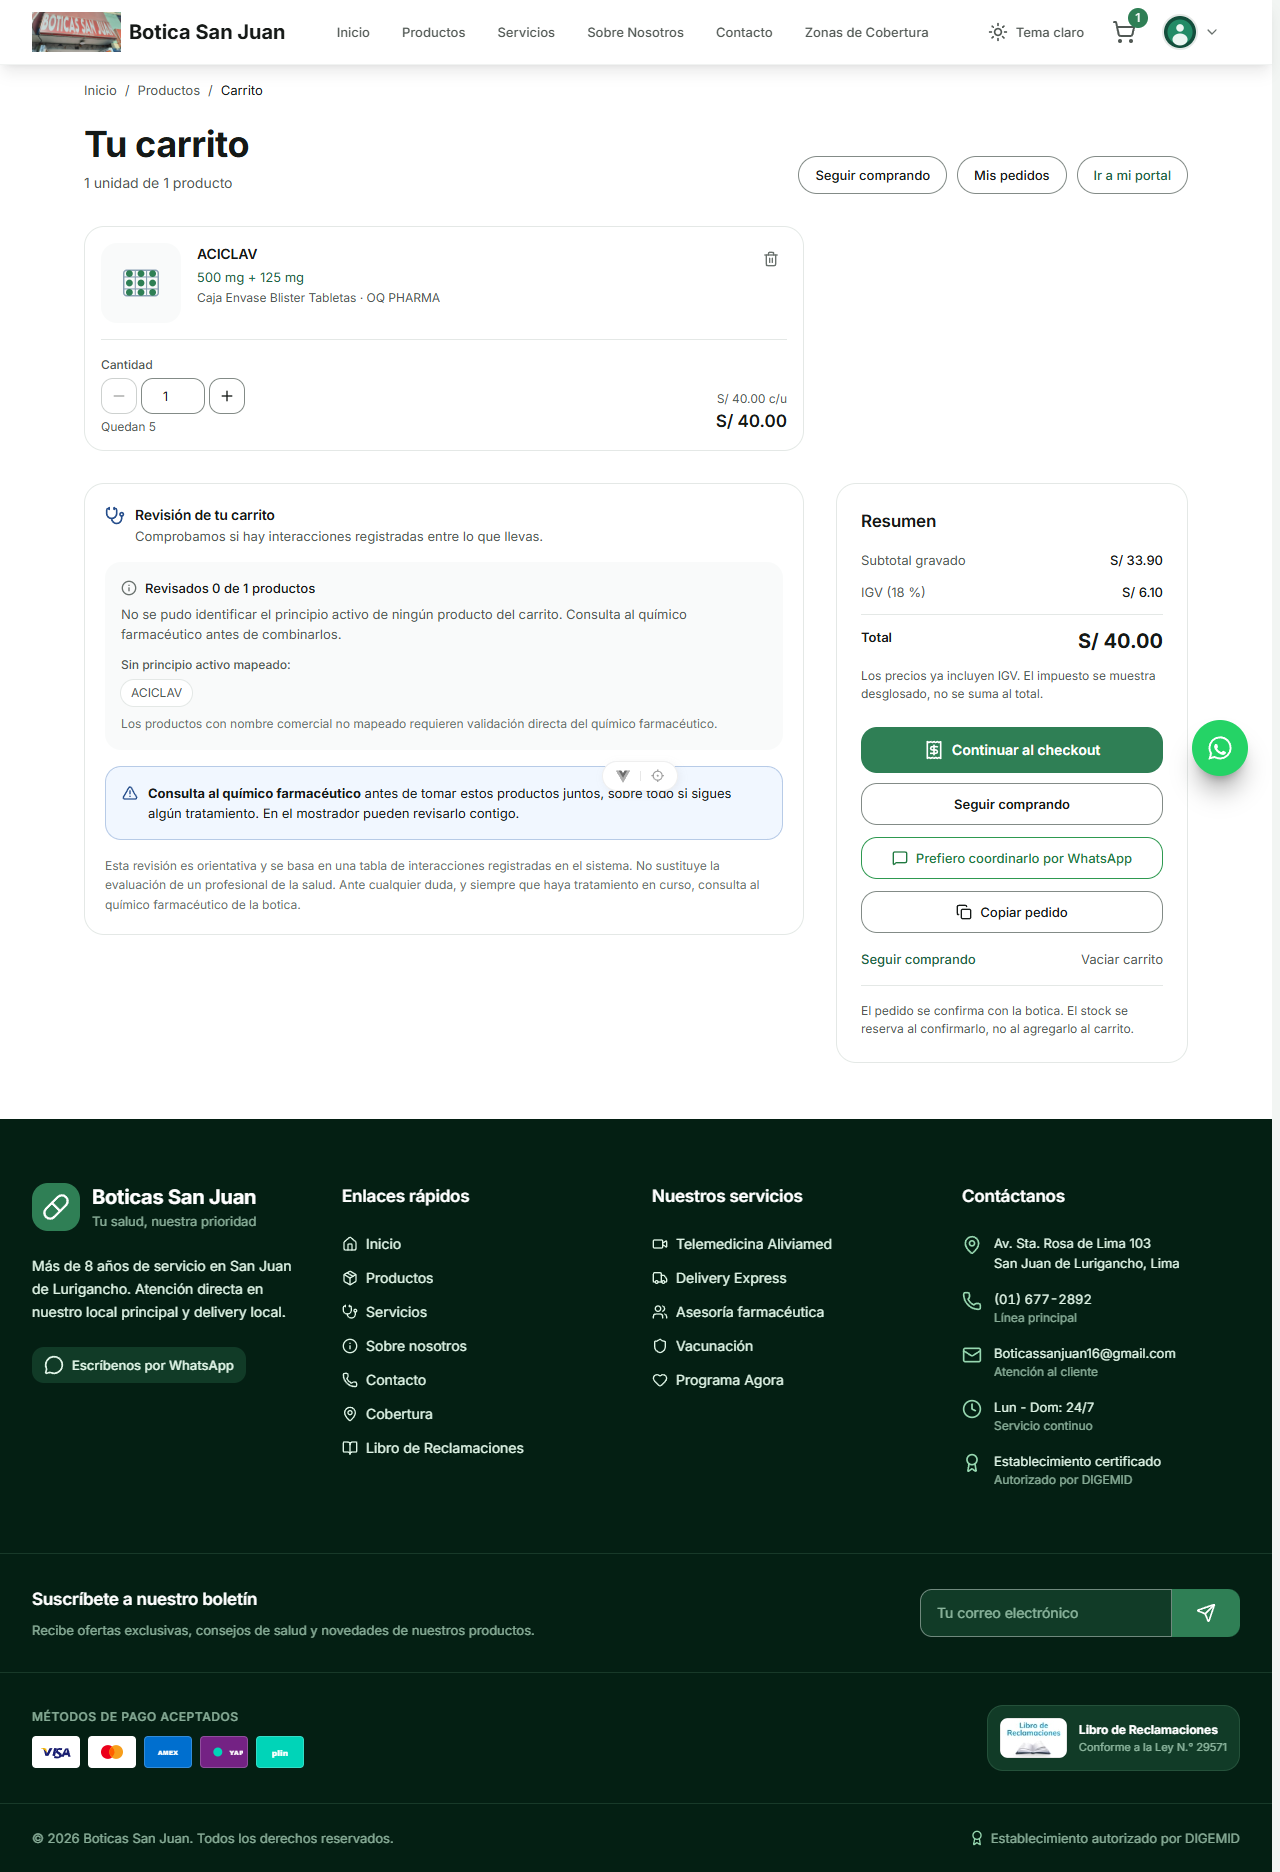 BOTICAS SAN JUAN
Botica San Juan
Inicio
Productos
Servicios
Sobre Nosotros
Contacto
Zonas de Cobertura
Tema claro
1
Inicio / Productos / Carrito
Tu carrito
1 unidad de 1 producto
Seguir comprando
Mis pedidos
Ir a mi portal
ACICLAV
500 mg + 125 mg
Caja Envase Blister Tabletas · OQ PHARMA
Cantidad
1
Quedan 5
S/ 40.00 c/u
S/ 40.00
Revisión de tu carrito
Comprobamos si hay interacciones registradas entre lo que llevas.
Revisados 0 de 1 productos
No se pudo identificar el principio activo de ningún producto del carrito. Consulta al químico
farmacéutico antes de combinarlos.
Sin principio activo mapeado:
ACICLAV
Los productos con nombre comercial no mapeado requieren validación directa del químico farmacéutico.
Consulta al químico farmacéutico antes de tomar estos productos juntos, sobre todo si sigues
algún tratamiento. En el mostrador pueden revisarlo contigo.
Esta revisión es orientativa y se basa en una tabla de interacciones registradas en el sistema. No sustituye la
evaluación de un profesional de la salud. Ante cualquier duda, y siempre que haya tratamiento en curso, consulta al
químico farmacéutico de la botica.
Resumen
Subtotal gravado S/ 33.90
IGV (18 %) S/ 6.10
Total S/ 40.00
Los precios ya incluyen IGV. El impuesto se muestra
desglosado, no se suma al total.
Continuar al checkout
Seguir comprando
Prefiero coordinarlo por WhatsApp
Copiar pedido
Seguir comprando
Vaciar carrito
El pedido se confirma con la botica. El stock se
reserva al confirmarlo, no al agregarlo al carrito.
Boticas San Juan
Tu salud, nuestra prioridad
Más de 8 años de servicio en San Juan
de Lurigancho. Atención directa en
nuestro local principal y delivery local.
Escríbenos por WhatsApp
Enlaces rápidos
Inicio
Productos
Servicios
Sobre nosotros
Contacto
Cobertura
Libro de Reclamaciones
Nuestros servicios
Telemedicina Aliviamed
Delivery Express
Asesoría farmacéutica
Vacunación
Programa Agora
Contáctanos
Av. Sta. Rosa de Lima 103
San Juan de Lurigancho, Lima
(01) 677-2892
Línea principal
Boticassanjuan16@gmail.com
Atención al cliente
Lun - Dom: 24/7
Servicio continuo
Establecimiento certificado
Autorizado por DIGEMID
Suscríbete a nuestro boletín
Recibe ofertas exclusivas, consejos de salud y novedades de nuestros productos.
Tu correo electrónico
MÉTODOS DE PAGO ACEPTADOS
VISA
AMEX
YAP
plin
Libro de
Reclamaciones
Libro de Reclamaciones
Conforme a la Ley N.° 29571
© 2026 Boticas San Juan. Todos los derechos reservados.
Establecimiento autorizado por DIGEMID